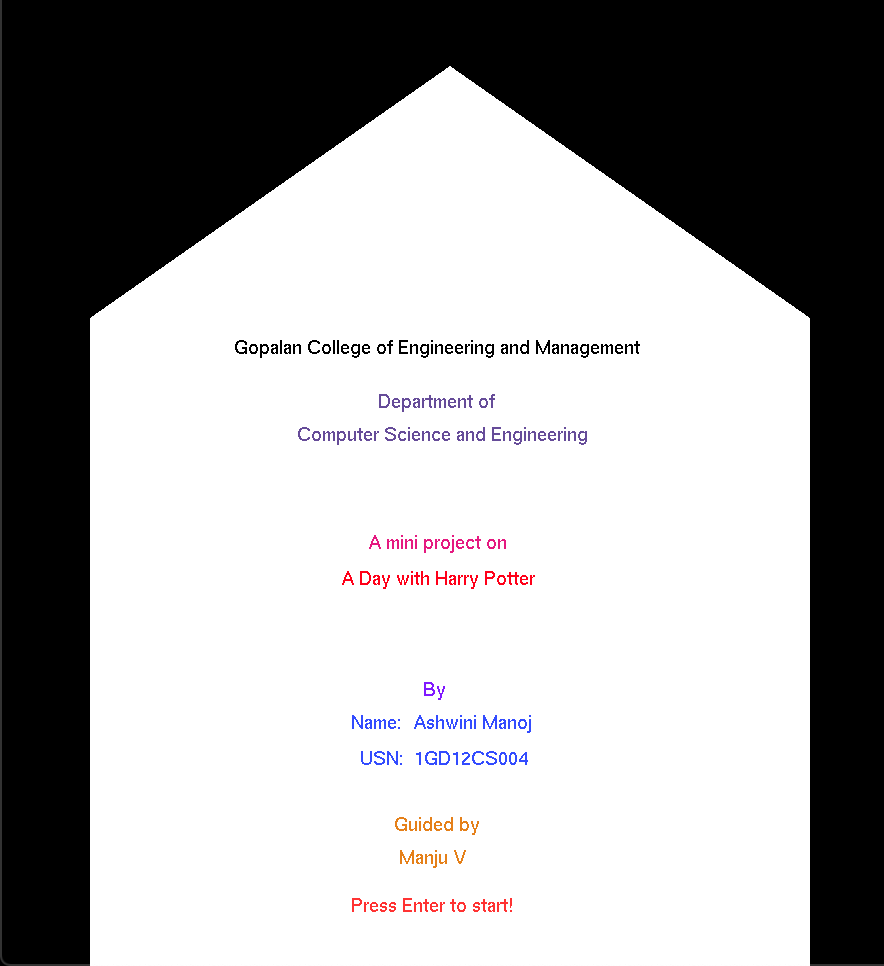 Gopalan College of Engineering and Management
Department of
Computer Science and Engineering
A mini project on
A Day with Harry Potter
By
Name: Ashwini Manoj
USN: 1GD12CS004
Guided by
Manju V
Press Enter to start!